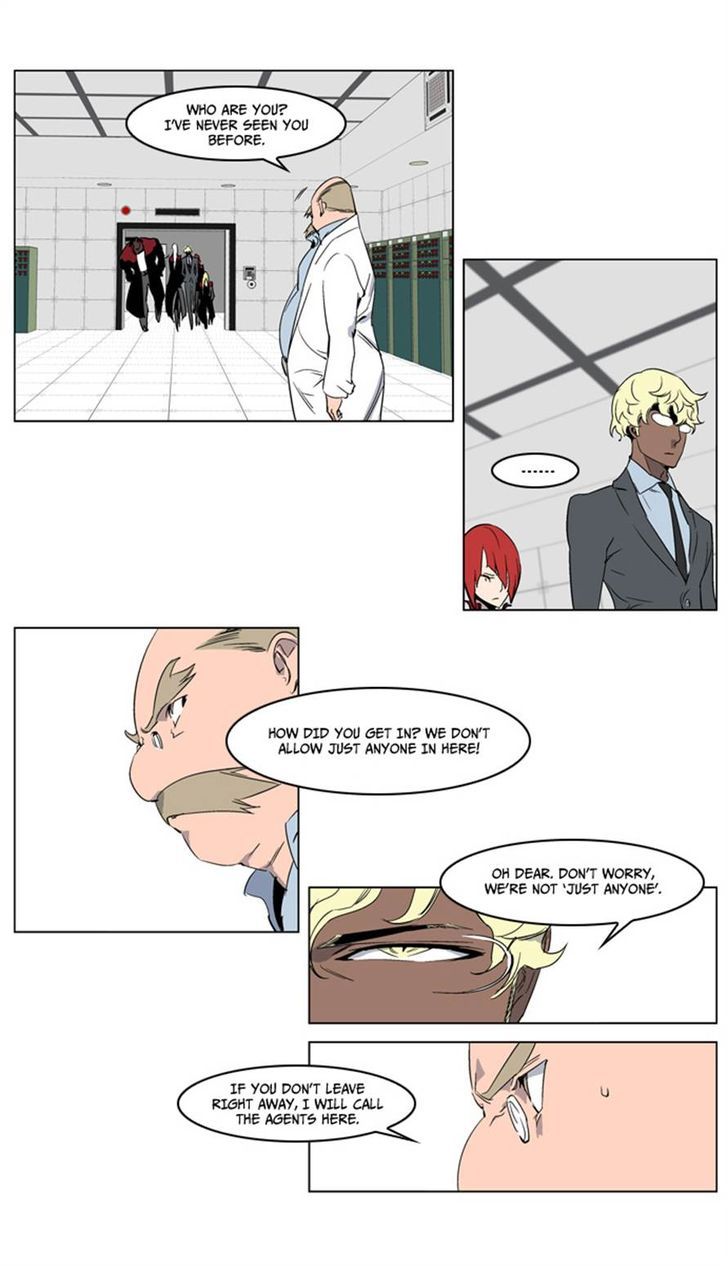 WHO ARE YOU?
I'VE NEVER SEEN YOU
BEFORE.
......
HOW DID YOU GET IN? WE DON'T
ALLOW JUST ANYONE IN HERE!
OH DEAR. DON'T WORRY,
WE'RE NOT 'JUST ANYONE'.
IF YOU DON'T LEAVE
RIGHT AWAY, I WILL CALL
THE AGENTS HERE.